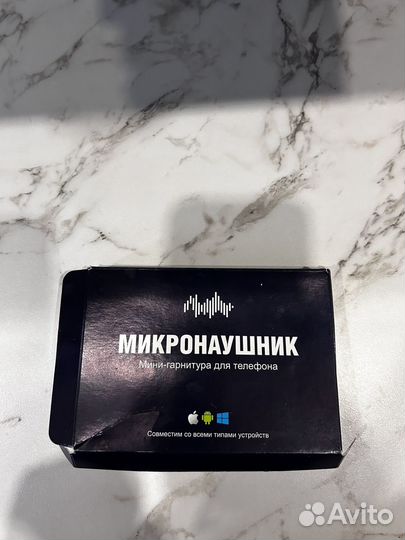 МИКРОНАУШНИК
Мини-гарнитура для телефона
Совместим со всеми типами устройств
Avito